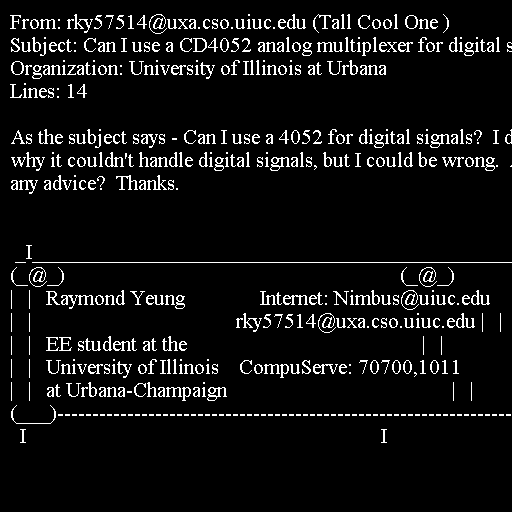 From: rky57514@uxa.cso.uiuc.edu (Tall Cool One )
Subject: Can I use a CD4052 analog multiplexer for digital s
Organization: University of Illinois at Urbana
Lines: 14

As the subject says - Can I use a 4052 for digital signals?  I d
why it couldn't handle digital signals, but I could be wrong.
any advice?  Thanks.

 _I___________________________________________
(_@_)                                                              (_@_)
|  |   Raymond Yeung              Internet: Nimbus@uiuc.edu
|  |                                      rky57514@uxa.cso.uiuc.edu |  |
|  |   EE student at the                                           |  |
|  |   University of Illinois    CompuServe: 70700,1011
|  |   at Urbana-Champaign                                          |  |
(___)-----------------------------------------------------------------
  I                                                                    I